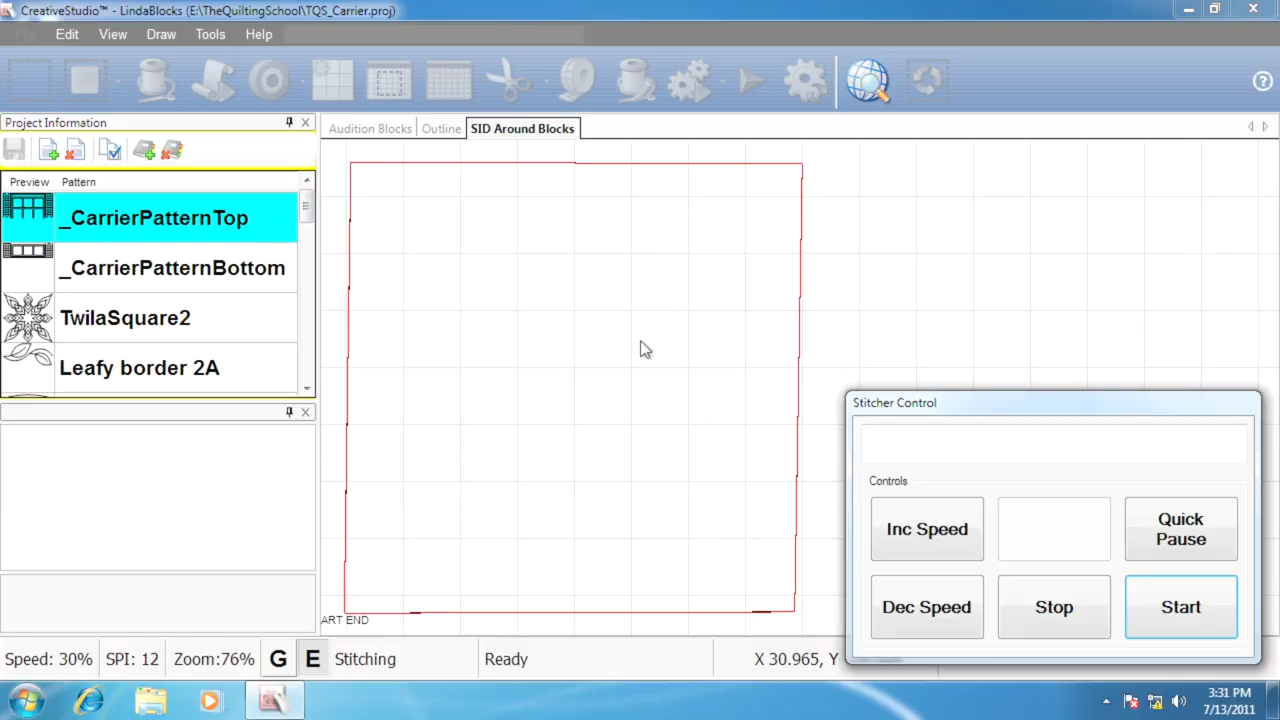 CreativeStudio™ - LindaBlocks (E:\TheQuiltingSchool\TQS_Carrier.proj)
Edit View Draw Tools Help
Project Information
Audition Blocks Outline SID Around Blocks
Preview Pattern
_CarrierPatternTop
_CarrierPatternBottom
TwilaSquare2
Leafy border 2A
ART END
Stitcher Control
Controls
Inc Speed
Quick Pause
Dec Speed
Stop
Start
Speed: 30% SPI: 12 Zoom:76% G E Stitching Ready X 30.965, Y
3:31 PM
7/13/2011